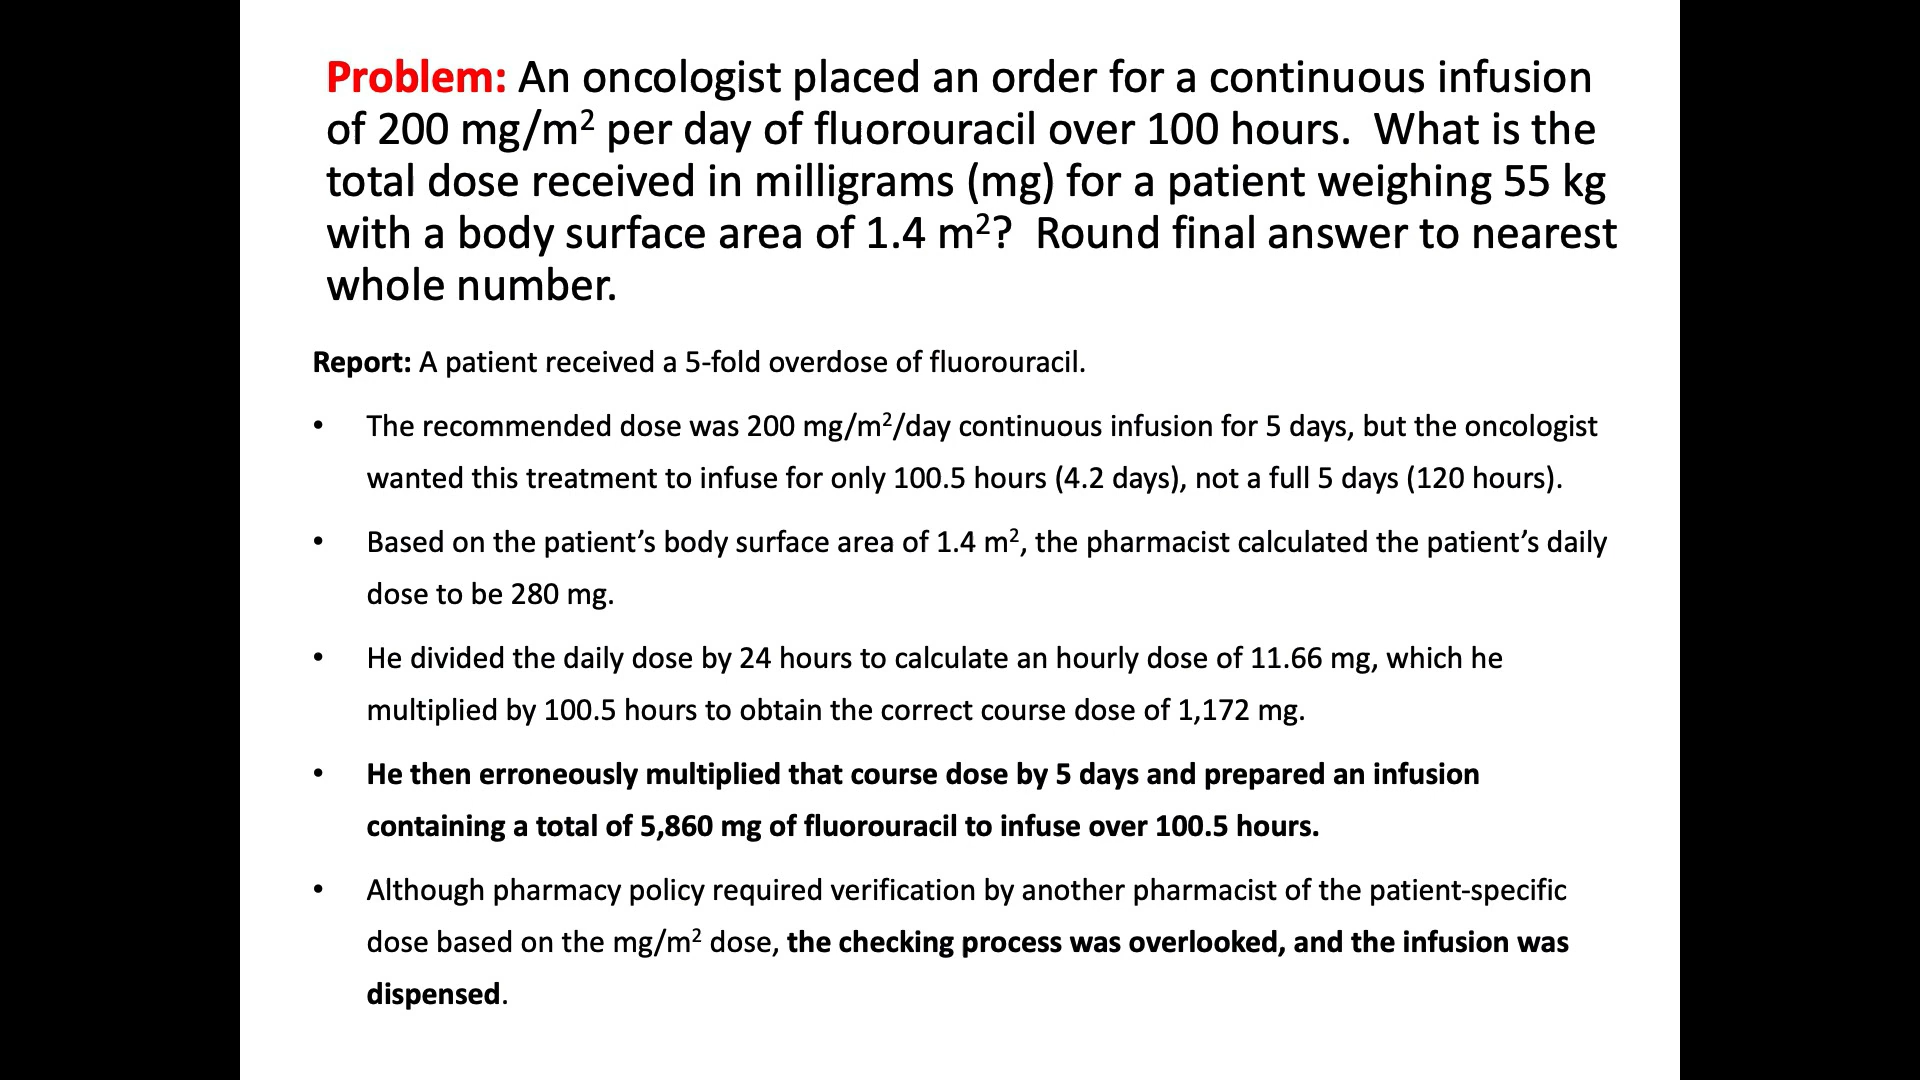 Problem: An oncologist placed an order for a continuous infusion
of 200 mg/m² per day of fluorouracil over 100 hours.  What is the
total dose received in milligrams (mg) for a patient weighing 55 kg
with a body surface area of 1.4 m²?  Round final answer to nearest
whole number.
Report: A patient received a 5-fold overdose of fluorouracil.
• The recommended dose was 200 mg/m²/day continuous infusion for 5 days, but the oncologist
wanted this treatment to infuse for only 100.5 hours (4.2 days), not a full 5 days (120 hours).
• Based on the patient’s body surface area of 1.4 m², the pharmacist calculated the patient’s daily
dose to be 280 mg.
• He divided the daily dose by 24 hours to calculate an hourly dose of 11.66 mg, which he
multiplied by 100.5 hours to obtain the correct course dose of 1,172 mg.
• He then erroneously multiplied that course dose by 5 days and prepared an infusion
containing a total of 5,860 mg of fluorouracil to infuse over 100.5 hours.
• Although pharmacy policy required verification by another pharmacist of the patient-specific
dose based on the mg/m² dose, the checking process was overlooked, and the infusion was
dispensed.